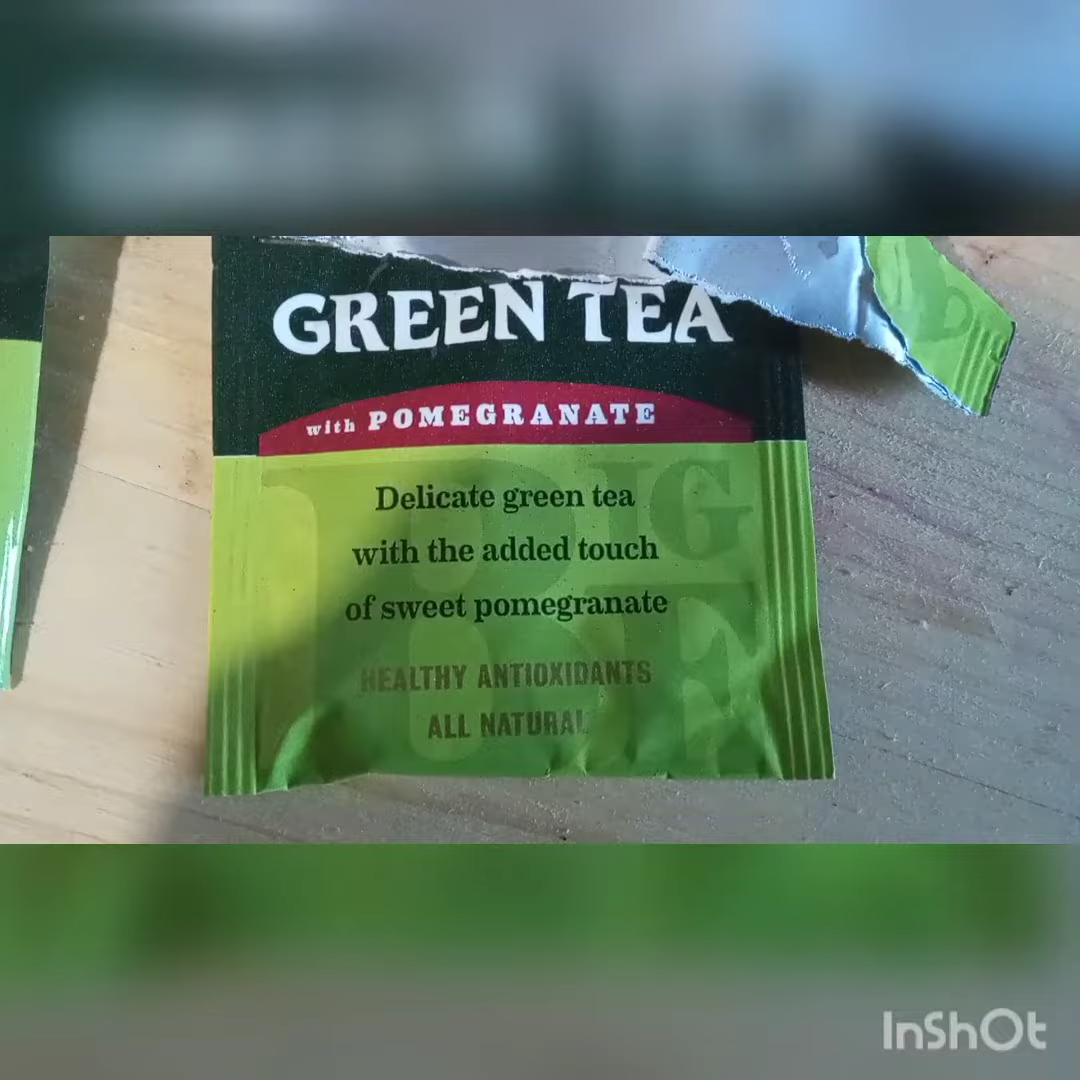 GREEN TEA
with POMEGRANATE
Delicate green tea
with the added touch
of sweet pomegranate
HEALTHY ANTIOXIDANTS
ALL NATURAL
InShOt